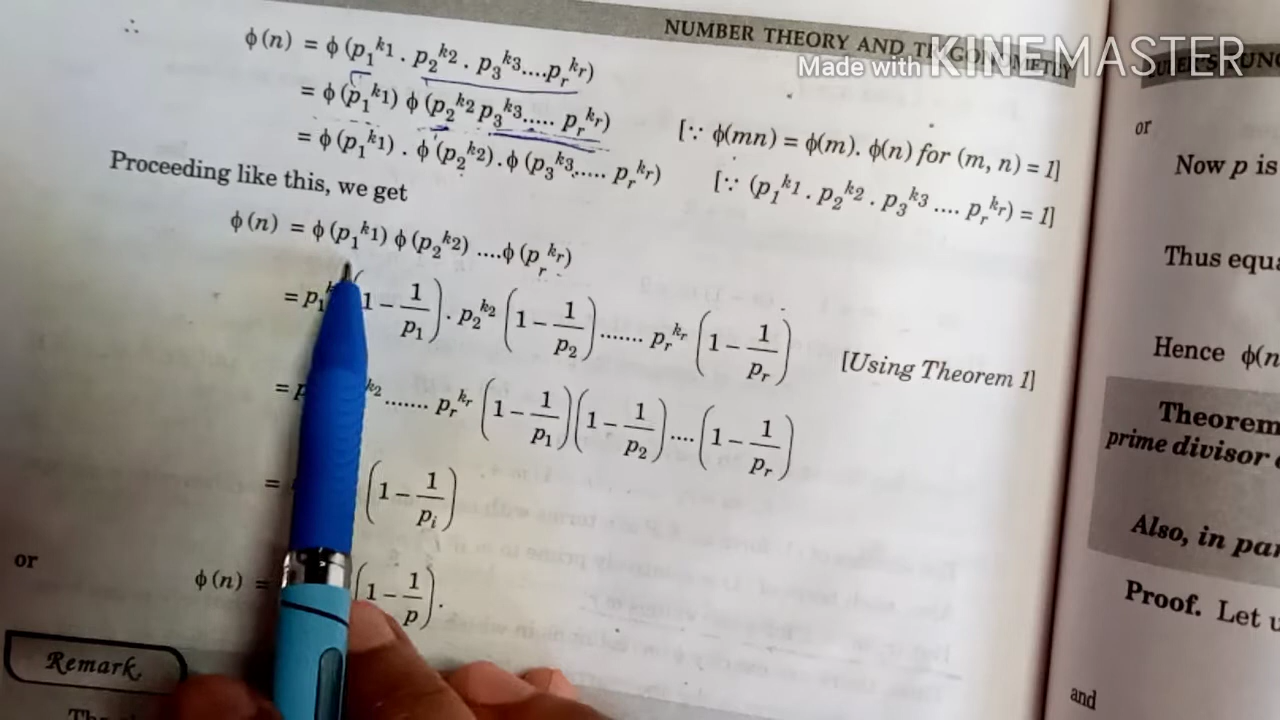 NUMBER THEORY AND TRIGONOMETRY
Made with KINEMASTER
∴ ϕ(n) = ϕ(p₁^k₁ . p₂^k₂ . p₃^k₃....pᵣ^kᵣ)
= ϕ(p₁^k₁) ϕ(p₂^k₂ p₃^k₃..... pᵣ^kᵣ) [∵ ϕ(mn) = ϕ(m). ϕ(n) for (m, n) = 1]
= ϕ(p₁^k₁) . ϕ(p₂^k₂) . ϕ(p₃^k₃..... pᵣ^kᵣ) [∵ (p₁^k₁ . p₂^k₂ . p₃^k₃ .... pᵣ^kᵣ) = 1]
Proceeding like this, we get
ϕ(n) = ϕ(p₁^k₁) ϕ(p₂^k₂) ....ϕ(pᵣ^kᵣ)
= p₁ 1 − 1/p₁) . p₂^k₂ (1 − 1/p₂)....... pᵣ^kᵣ (1 − 1/pᵣ) [Using Theorem 1]
= p k₂ ....... pᵣ^kᵣ (1 − 1/p₁)(1 − 1/p₂)....(1 − 1/pᵣ)
= (1 − 1/pᵢ)
or ϕ(n) = (1 − 1/p).
Remark
or
Now p is
Thus equa
Hence ϕ(n
Theorem
prime divisor
Also, in par
Proof. Let u
and